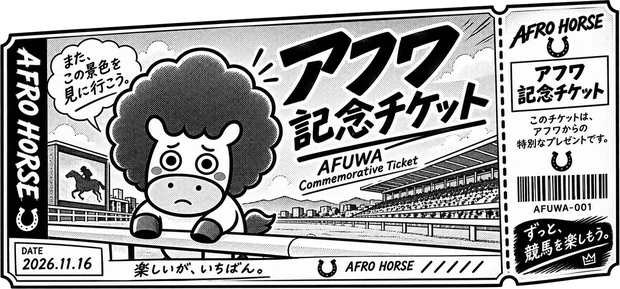 AFRO HORSE
また、
この景色を
見に行こう。
アフワ
記念チケット
AFUWA
Commemorative Ticket
DATE
2026.11.16
楽しいが、いちばん。
AFRO HORSE
AFRO HORSE
アフワ
記念チケット
このチケットは、
アフワからの
特別なプレゼントです。
AFUWA-001
ずっと、
競馬を楽しもう。